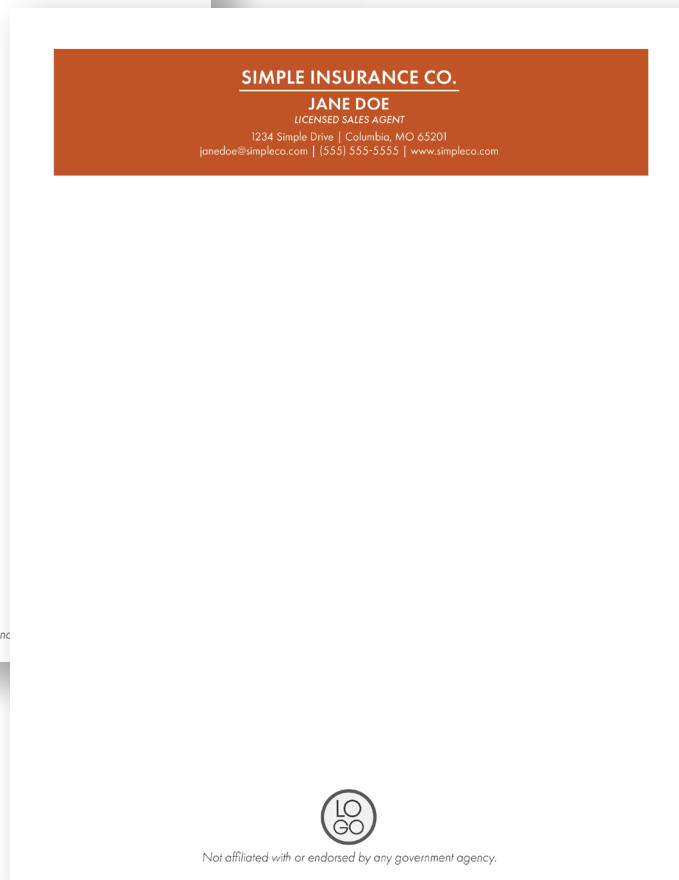 SIMPLE INSURANCE CO.
JANE DOE
LICENSED SALES AGENT
1234 Simple Drive | Columbia, MO 65201
janedoe@simpleco.com | (555) 555-5555 | www.simpleco.com
LO
GO
Not affiliated with or endorsed by any government agency.